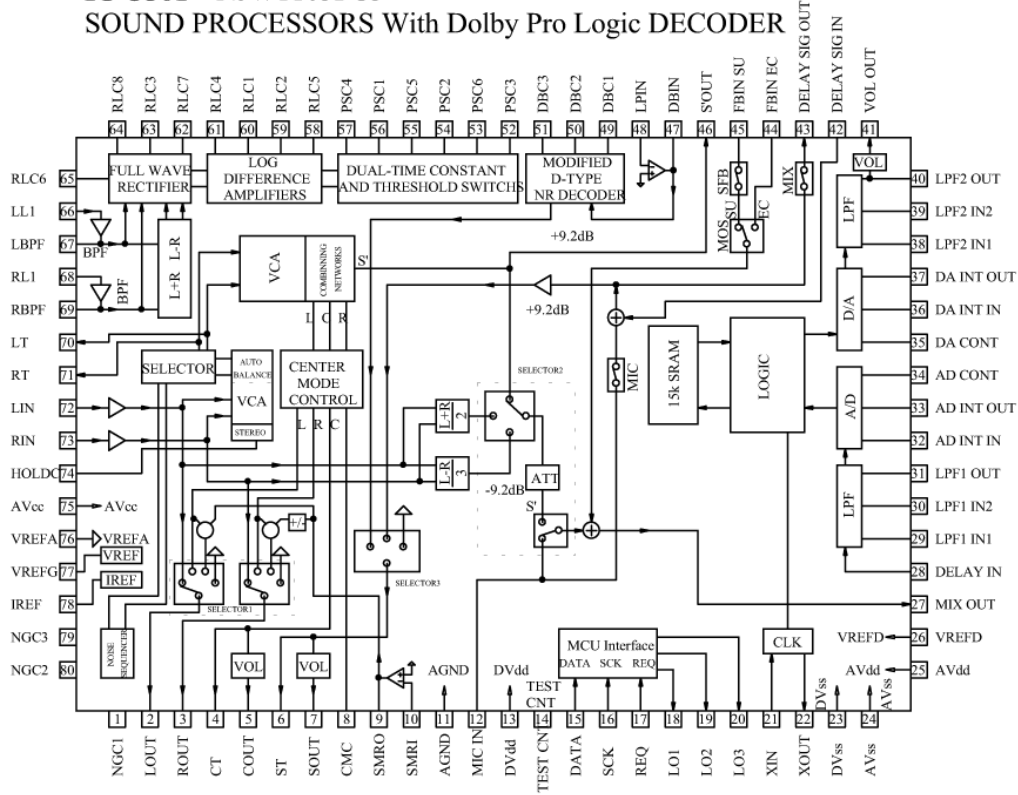 SOUND PROCESSORS With Dolby Pro Logic DECODER
RLC8
RLC3
RLC7
RLC4
RLC1
RLC2
RLC5
PSC4
PSC1
PSC5
PSC2
PSC6
PSC3
DBC3
DBC2
DBC1
LPIN
DBIN
S'OUT
FBIN SU
FBIN EC
DELAY SIG OUT
DELAY SIG IN
VOL OUT
64
63
62
61
60
59
58
57
56
55
54
53
52
51
50
49
48
47
46
45
44
43
42
41
FULL WAVE
RECTIFIER
LOG
DIFFERENCE
AMPLIFIERS
DUAL-TIME CONSTANT
AND THRESHOLD SWITCHS
MODIFIED
D-TYPE
NR DECODER
SFB
MOS
SU
EC
MIX
VOL
RLC6 65
LL1 66
LBPF 67
RL1 68
RBPF 69
LT 70
RT 71
LIN 72
RIN 73
HOLDC 74
AVcc 75
AVcc
VREFA 76
VREFA
VREFG 77
VREF
IREF 78
IREF
NGC3 79
NGC2 80
BPF
BPF
L+R L-R
VCA
COMBINNING
NETWORKS
S'
L C R
+9.2dB
+9.2dB
SELECTOR
AUTO
BALANCE
VCA
STEREO
CENTER
MODE
CONTROL
L R C
SELECTOR2
L+R
2
L-R
3
-9.2dB
ATT
S'
MIC
15k SRAM
LOGIC
LPF
D/A
A/D
LPF
40 LPF2 OUT
39 LPF2 IN2
38 LPF2 IN1
37 DA INT OUT
36 DA INT IN
35 DA CONT
34 AD CONT
33 AD INT OUT
32 AD INT IN
31 LPF1 OUT
30 LPF1 IN2
29 LPF1 IN1
28 DELAY IN
27 MIX OUT
VREFD 26 VREFD
AVdd 25 AVdd
+/-
SELECTOR1
SELECTOR3
NOISE
SEQUENCER
VOL
VOL
AGND
DVdd
TEST
CNT
MCU Interface
DATA SCK REQ
CLK
DVss
AVss
1
2
3
4
5
6
7
8
9
10
11
12
13
14
15
16
17
18
19
20
21
22
23
24
NGC1
LOUT
ROUT
CT
COUT
ST
SOUT
CMC
SMRO
SMRI
AGND
MIC IN
DVdd
TEST CNT
DATA
SCK
REQ
LO1
LO2
LO3
XIN
XOUT
DVss
AVss